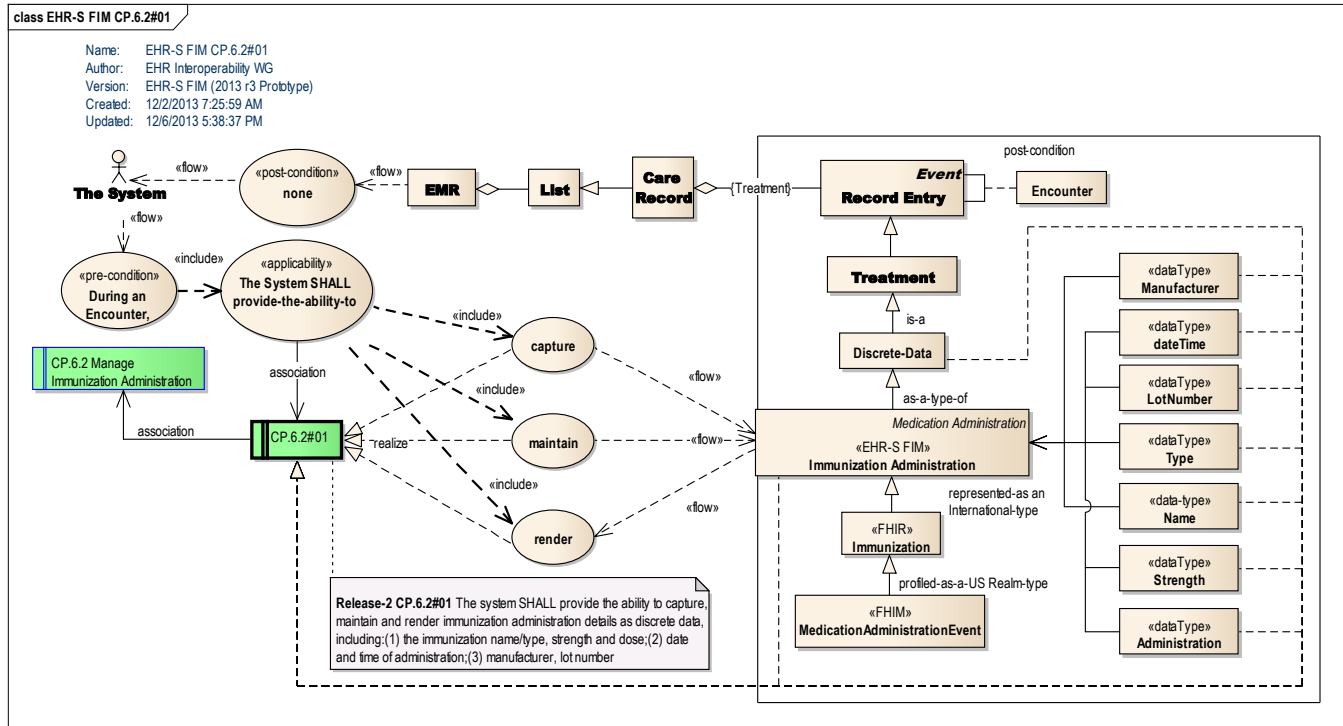 class EHR-S FIM CP.6.2#01
Name: EHR-S FIM CP.6.2#01
Author: EHR Interoperability WG
Version: EHR-S FIM (2013 r3 Prototype)
Created: 12/2/2013 7:25:59 AM
Updated: 12/6/2013 5:38:37 PM
The System
«flow»
«post-condition»
none
«flow»
EMR
List
Care
Record
{Treatment}
Event
Record Entry
post-condition
Encounter
«flow»
«pre-condition»
During an
Encounter,
«include»
«applicability»
The System SHALL
provide-the-ability-to
Treatment
is-a
Discrete-Data
as-a-type-of
CP.6.2 Manage
Immunization Administration
association
association
CP.6.2#01
«include»
«include»
«include»
capture
maintain
render
realize
«flow»
«flow»
«flow»
Medication Administration
«EHR-S FIM»
Immunization Administration
represented-as an
International-type
«FHIR»
Immunization
profiled-as-a-US Realm-type
«FHIM»
MedicationAdministrationEvent
«dataType»
Manufacturer
«dataType»
dateTime
«dataType»
LotNumber
«dataType»
Type
«data-type»
Name
«dataType»
Strength
«dataType»
Administration
Release-2 CP.6.2#01 The system SHALL provide the ability to capture,
maintain and render immunization administration details as discrete data,
including:(1) the immunization name/type, strength and dose;(2) date
and time of administration;(3) manufacturer, lot number